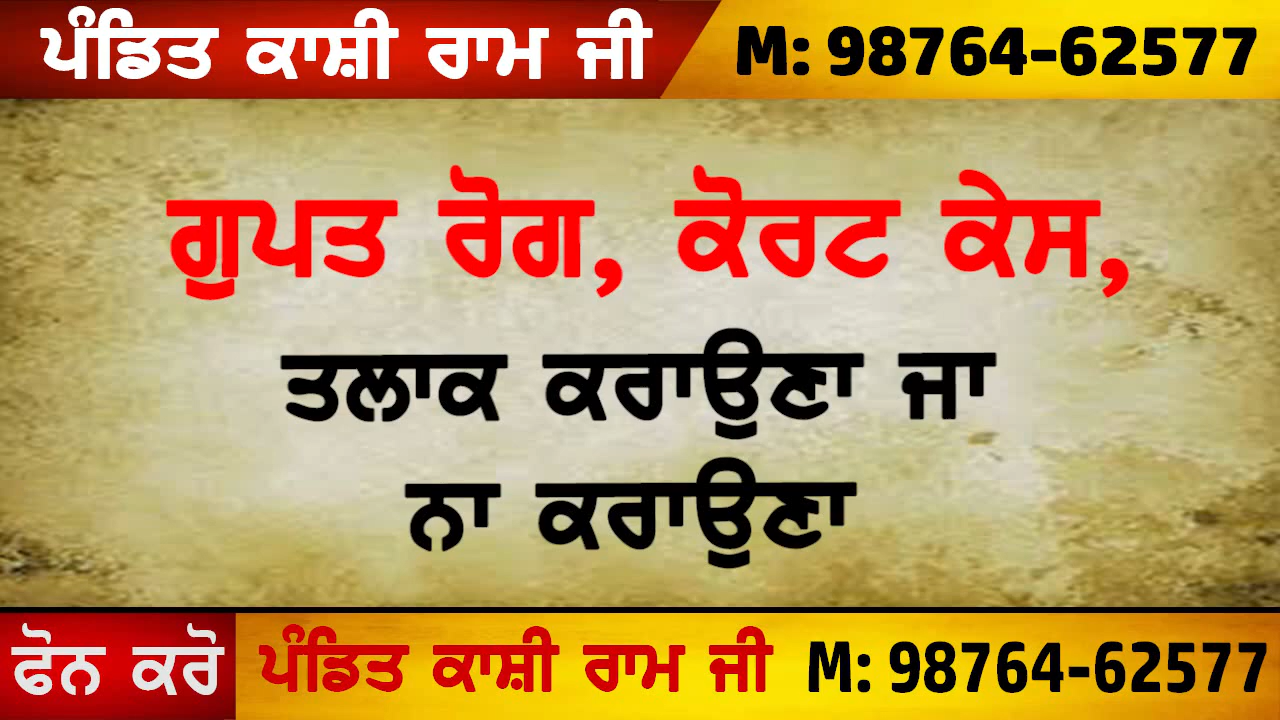 ਪੰਡਿਤ ਕਾਸ਼ੀ ਰਾਮ ਜੀ M: 98764-62577
ਗੁਪਤ ਰੋਗ, ਕੋਰਟ ਕੇਸ,
ਤਲਾਕ ਕਰਾਉਣਾ ਜਾ
ਨਾ ਕਰਾਉਣਾ
ਫੋਨ ਕਰੋ ਪੰਡਿਤ ਕਾਸ਼ੀ ਰਾਮ ਜੀ M: 98764-62577